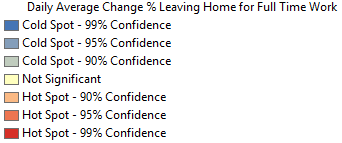 Daily Average Change % Leaving Home for Full Time Work
Cold Spot - 99% Confidence
Cold Spot - 95% Confidence
Cold Spot - 90% Confidence
Not Significant
Hot Spot - 90% Confidence
Hot Spot - 95% Confidence
Hot Spot - 99% Confidence